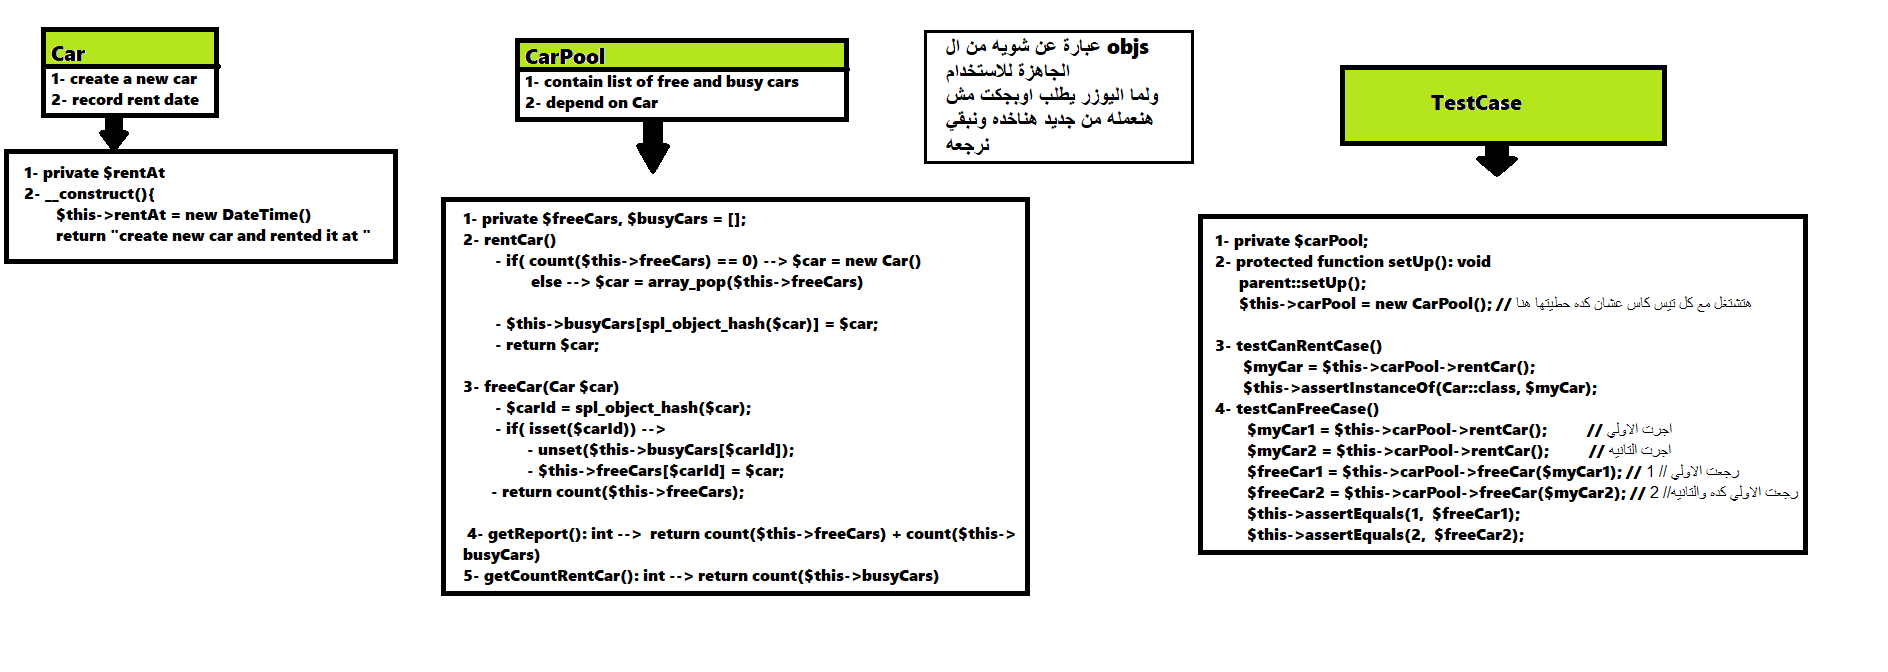 Car
1- create a new car
2- record rent date
1- private $rentAt
2- __construct(){
$this->rentAt = new DateTime()
return "create new car and rented it at "
CarPool
1- contain list of free and busy cars
2- depend on Car
1- private $freeCars, $busyCars = [];
2- rentCar()
- if( count($this->freeCars) == 0) --> $car = new Car()
else --> $car = array_pop($this->freeCars)
- $this->busyCars[spl_object_hash($car)] = $car;
- return $car;
3- freeCar(Car $car)
- $carId = spl_object_hash($car);
- if( isset($carId)) -->
- unset($this->busyCars[$carId]);
- $this->freeCars[$carId] = $car;
- return count($this->freeCars);
4- getReport(): int --> return count($this->freeCars) + count($this->
busyCars)
5- getCountRentCar(): int --> return count($this->busyCars)
عبارة عن شويه من ال objs
الجاهزة للاستخدام
ولما اليوزر يطلب اوبجكت مش
هنعمله من جديد هناخده ونبقي
نرجعه
TestCase
1- private $carPool;
2- protected function setUp(): void
parent::setUp();
$this->carPool = new CarPool(); // هتشتغل مع كل تيس كاس عشان كده حطيتها هنا
3- testCanRentCase()
$myCar = $this->carPool->rentCar();
$this->assertInstanceOf(Car::class, $myCar);
4- testCanFreeCase()
$myCar1 = $this->carPool->rentCar(); // اجرت الاولي
$myCar2 = $this->carPool->rentCar(); // اجرت التانيه
$freeCar1 = $this->carPool->freeCar($myCar1); // 1 // رجعت الاولي
$freeCar2 = $this->carPool->freeCar($myCar2); // 2 //رجعت الاولي كده والتانيه
$this->assertEquals(1, $freeCar1);
$this->assertEquals(2, $freeCar2);